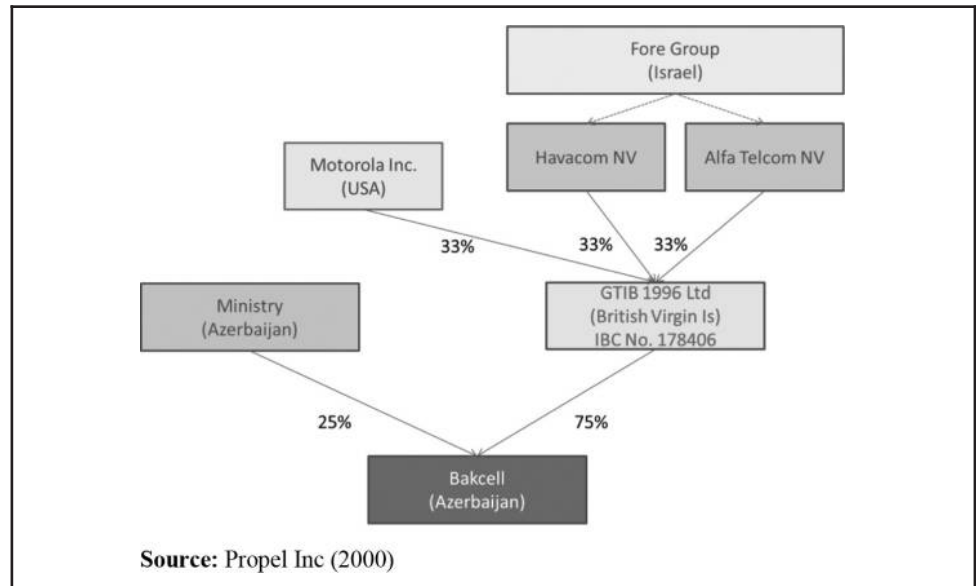 Fore Group
(Israel)
Havacom NV
Alfa Telcom NV
Motorola Inc.
(USA)
33%
33%
33%
Ministry
(Azerbaijan)
GTIB 1996 Ltd
(British Virgin Is)
IBC No. 178406
25%
75%
Bakcell
(Azerbaijan)
Source: Propel Inc (2000)